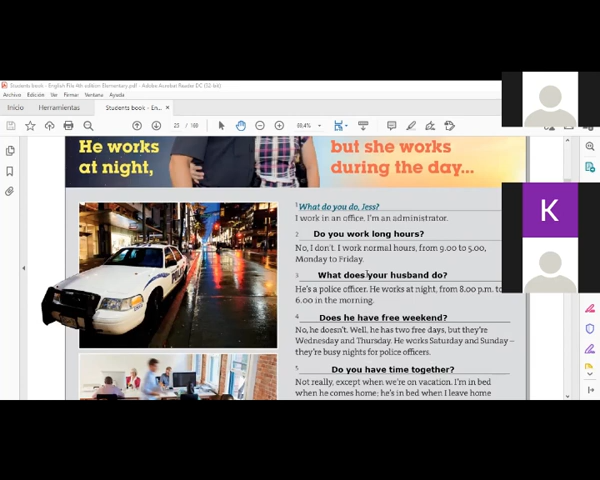 Students book - English File 4th edition Elementary.pdf - Adobe Acrobat Reader DC (32-bit)
Archivo Edición Ver Firmar Ventana Ayuda
Inicio Herramientas Students book - En... ×
25 / 169 59,4%
He works
at night,
but she works
during the day...
1 What do you do, Jess?
I work in an office. I'm an administrator.
2 Do you work long hours?
No, I don't. I work normal hours, from 9.00 to 5.00,
Monday to Friday.
3 What does your husband do?
He's a police officer. He works at night, from 8.00 p.m. to
6.00 in the morning.
4 Does he have free weekend?
No, he doesn't. Well, he has two free days, but they're
Wednesday and Thursday. He works Saturday and Sunday –
they're busy nights for police officers.
5 Do you have time together?
Not really, except when we're on vacation. I'm in bed
when he comes home; he's in bed when I leave home
K